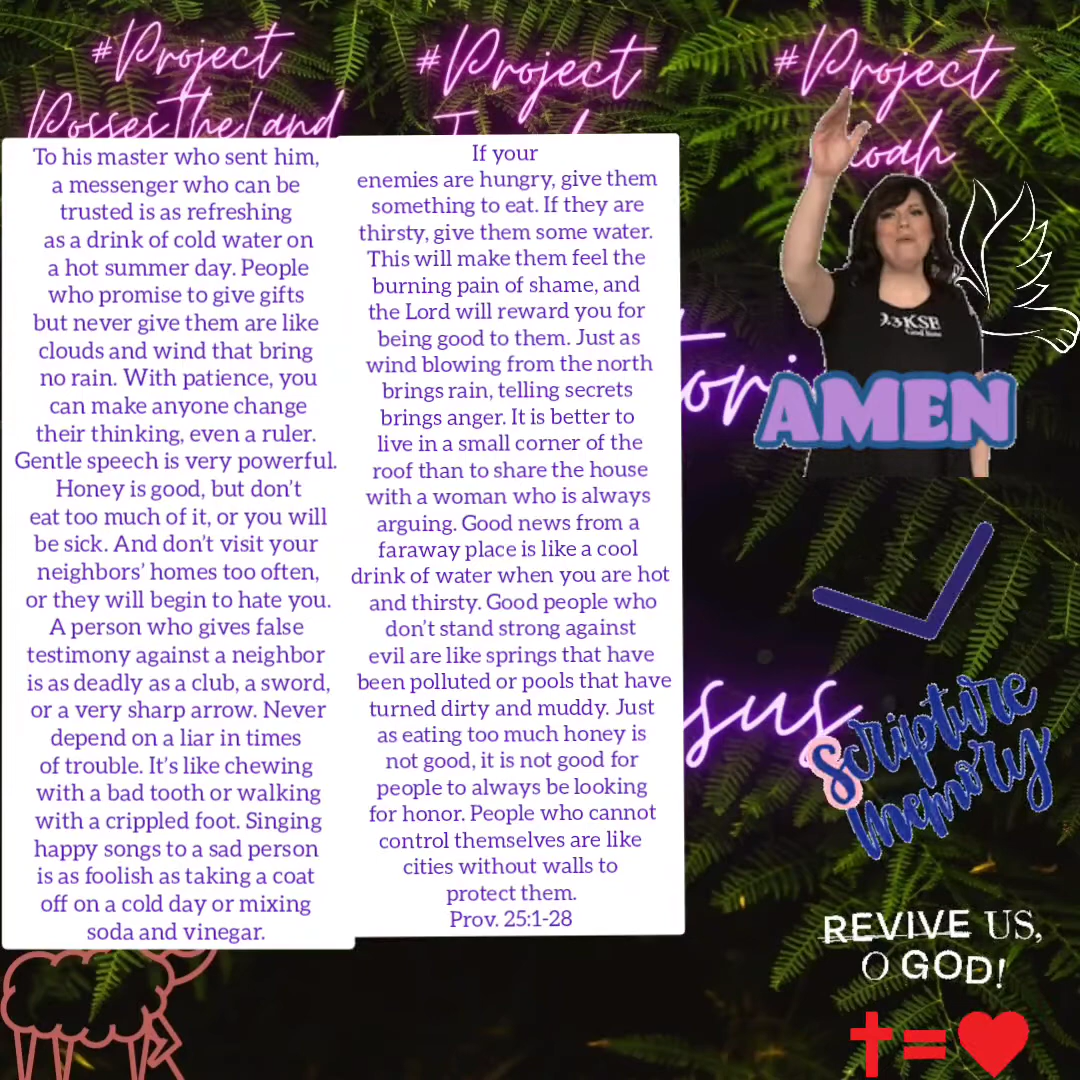 #Project
PossesTheLand
#Project
#Project
noah
To his master who sent him,
a messenger who can be
trusted is as refreshing
as a drink of cold water on
a hot summer day. People
who promise to give gifts
but never give them are like
clouds and wind that bring
no rain. With patience, you
can make anyone change
their thinking, even a ruler.
Gentle speech is very powerful.
Honey is good, but don’t
eat too much of it, or you will
be sick. And don’t visit your
neighbors’ homes too often,
or they will begin to hate you.
A person who gives false
testimony against a neighbor
is as deadly as a club, a sword,
or a very sharp arrow. Never
depend on a liar in times
of trouble. It’s like chewing
with a bad tooth or walking
with a crippled foot. Singing
happy songs to a sad person
is as foolish as taking a coat
off on a cold day or mixing
soda and vinegar.
If your
enemies are hungry, give them
something to eat. If they are
thirsty, give them some water.
This will make them feel the
burning pain of shame, and
the Lord will reward you for
being good to them. Just as
wind blowing from the north
brings rain, telling secrets
brings anger. It is better to
live in a small corner of the
roof than to share the house
with a woman who is always
arguing. Good news from a
faraway place is like a cool
drink of water when you are hot
and thirsty. Good people who
don’t stand strong against
evil are like springs that have
been polluted or pools that have
turned dirty and muddy. Just
as eating too much honey is
not good, it is not good for
people to always be looking
for honor. People who cannot
control themselves are like
cities without walls to
protect them.
Prov. 25:1-28
AMEN
sus
Scripture
Memory
REVIVE US,
O GOD!